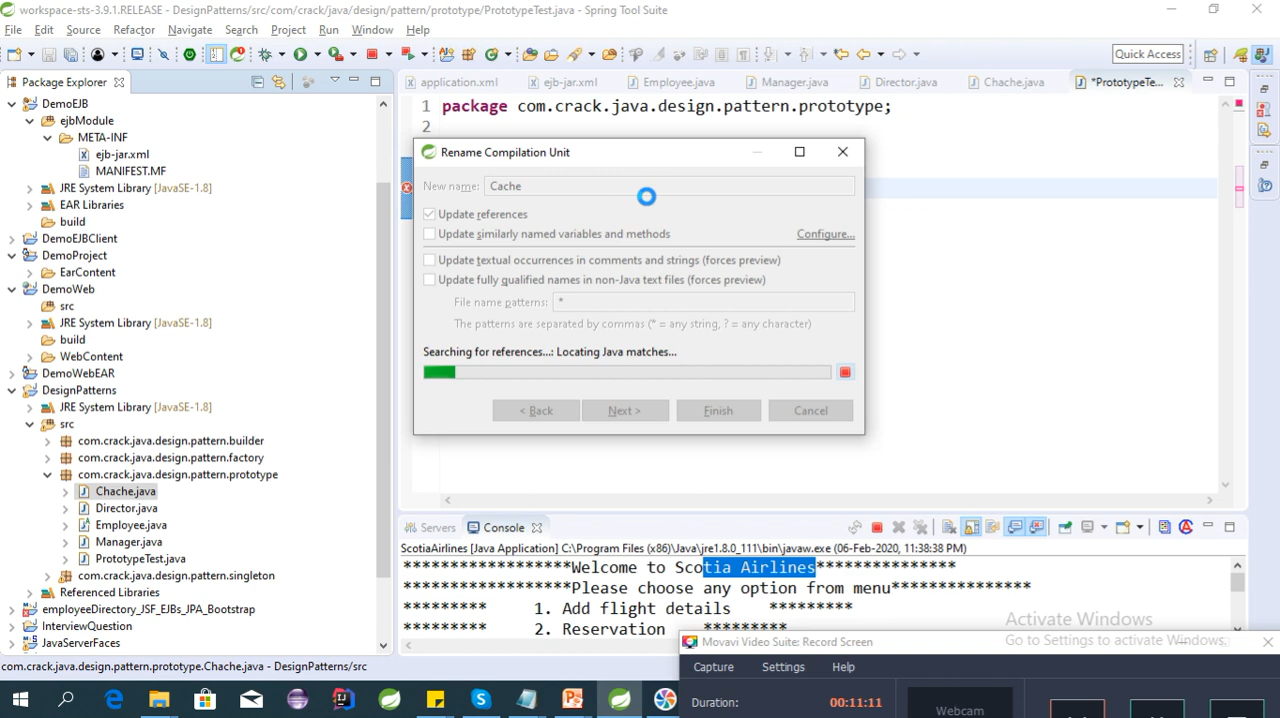 workspace-sts-3.9.1.RELEASE - DesignPatterns/src/com/crack/java/design/pattern/prototype/PrototypeTest.java - Spring Tool Suite
File Edit Source Refactor Navigate Search Project Run Window Help
Quick Access
Package Explorer
application.xml ejb-jar.xml Employee.java Manager.java Director.java Chache.java *PrototypeTe...
DemoEJB
ejbModule
META-INF
ejb-jar.xml
MANIFEST.MF
JRE System Library [JavaSE-1.8]
EAR Libraries
build
DemoEJBClient
DemoProject
EarContent
DemoWeb
src
JRE System Library [JavaSE-1.8]
build
WebContent
DemoWebEAR
DesignPatterns
JRE System Library [JavaSE-1.8]
src
com.crack.java.design.pattern.builder
com.crack.java.design.pattern.factory
com.crack.java.design.pattern.prototype
Chache.java
Director.java
Employee.java
Manager.java
PrototypeTest.java
com.crack.java.design.pattern.singleton
Referenced Libraries
employeeDirectory_JSF_EJBs_JPA_Bootstrap
InterviewQuestion
JavaServerFaces
1 package com.crack.java.design.pattern.prototype;
2
Rename Compilation Unit
New name: Cache
Update references
Update similarly named variables and methods Configure...
Update textual occurrences in comments and strings (forces preview)
Update fully qualified names in non-Java text files (forces preview)
File name patterns: *
The patterns are separated by commas (* = any string, ? = any character)
Searching for references...: Locating Java matches...
< Back Next > Finish Cancel
Servers Console
ScotiaAirlines [Java Application] C:\Program Files (x86)\Java\jre1.8.0_111\bin\javaw.exe (06-Feb-2020, 11:38:38 PM)
******************Welcome to Scotia Airlines***************
******************Please choose any option from menu***************
********* 1. Add flight details *********
********* 2. Reservation *********
Activate Windows
Go to Settings to activate Windows.
Movavi Video Suite: Record Screen
Capture Settings Help
Duration: 00:11:11
Webcam
com.crack.java.design.pattern.prototype.Chache.java - DesignPatterns/src